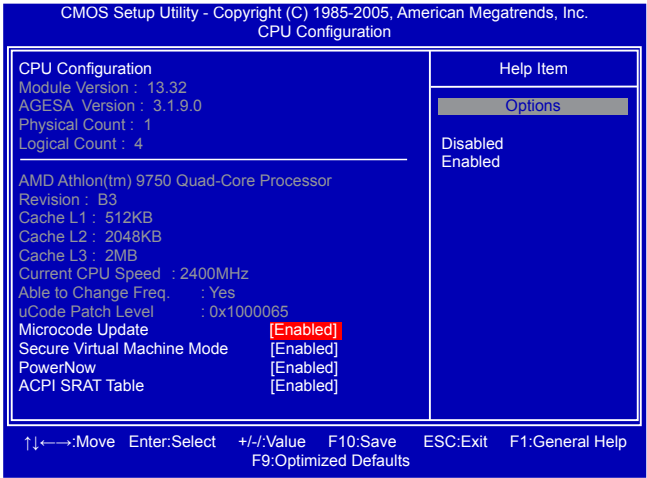 CMOS Setup Utility - Copyright (C) 1985-2005, American Megatrends, Inc.
CPU Configuration
CPU Configuration
Module Version : 13.32
AGESA Version : 3.1.9.0
Physical Count : 1
Logical Count : 4
AMD Athlon(tm) 9750 Quad-Core Processor
Revision : B3
Cache L1 : 512KB
Cache L2 : 2048KB
Cache L3 : 2MB
Current CPU Speed : 2400MHz
Able to Change Freq. : Yes
uCode Patch Level : 0x1000065
Microcode Update [Enabled]
Secure Virtual Machine Mode [Enabled]
PowerNow [Enabled]
ACPI SRAT Table [Enabled]
Help Item
Options
Disabled
Enabled
↑↓←→:Move Enter:Select +/-/:Value F10:Save ESC:Exit F1:General Help
F9:Optimized Defaults